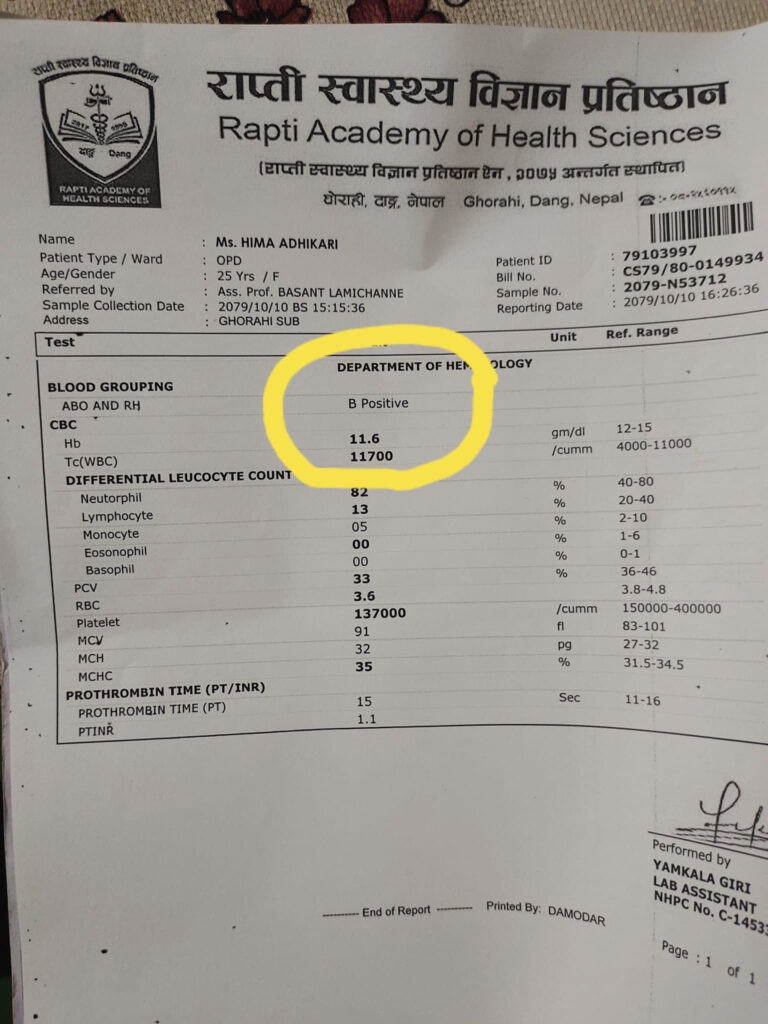 राप्ती स्वास्थ्य विज्ञान प्रतिष्ठान
2017
दाङ्ग Dang
RAPTI ACADEMY OF
HEALTH SCIENCES
राप्ती स्वास्थ्य विज्ञान प्रतिष्ठान
Rapti Academy of Health Sciences
(राप्ती स्वास्थ्य विज्ञान प्रतिष्ठान ऐन, २०७५ अन्तर्गत स्थापित)
घोराही, दाङ्ग, नेपाल Ghorahi, Dang, Nepal
Name : Ms. HIMA ADHIKARI
Patient Type / Ward : OPD Patient ID : 79103997
Age/Gender : 25 Yrs / F Bill No. : CS79/80-0149934
Referred by : Ass. Prof. BASANT LAMICHANNE Sample No. : 2079-N53712
Sample Collection Date : 2079/10/10 BS 15:15:36 Reporting Date : 2079/10/10 16:26:36
Address : GHORAHI SUB
Test Unit Ref. Range
DEPARTMENT OF HEMOLOGY
BLOOD GROUPING
ABO AND RH B Positive
CBC
Hb 11.6 gm/dl 12-15
Tc(WBC) 11700 /cumm 4000-11000
DIFFERENTIAL LEUCOCYTE COUNT
Neutorphil 82 % 40-80
Lymphocyte 13 % 20-40
Monocyte 05 % 2-10
Eosonophil 00 % 1-6
Basophil 00 % 0-1
PCV 33 % 36-46
RBC 3.6 3.8-4.8
Platelet 137000 /cumm 150000-400000
MCV 91 fl 83-101
MCH 32 pg 27-32
MCHC 35 % 31.5-34.5
PROTHROMBIN TIME (PT/INR)
PROTHROMBIN TIME (PT) 15 Sec 11-16
PTINR 1.1
Performed by
YAMKALA GIRI
LAB ASSISTANT
NHPC No. C-1453
---------- End of Report ---------- Printed By: DAMODAR
Page : 1 of 1